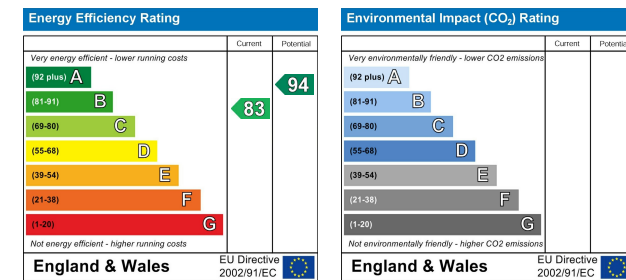 Energy Efficiency Rating
Current Potential
Very energy efficient - lower running costs
(92 plus) A
94
(81-91) B
83
(69-80) C
(55-68) D
(39-54) E
(21-38) F
(1-20) G
Not energy efficient - higher running costs
England & Wales
EU Directive
2002/91/EC
Environmental Impact (CO2) Rating
Current Potential
Very environmentally friendly - lower CO2 emissions
(92 plus) A
(81-91) B
(69-80) C
(55-68) D
(39-54) E
(21-38) F
(1-20) G
Not environmentally friendly - higher CO2 emissions
England & Wales
EU Directive
2002/91/EC